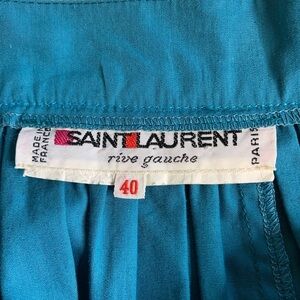 MADE IN
FRANCE
SAINT LAURENT
rive gauche
PARIS
40